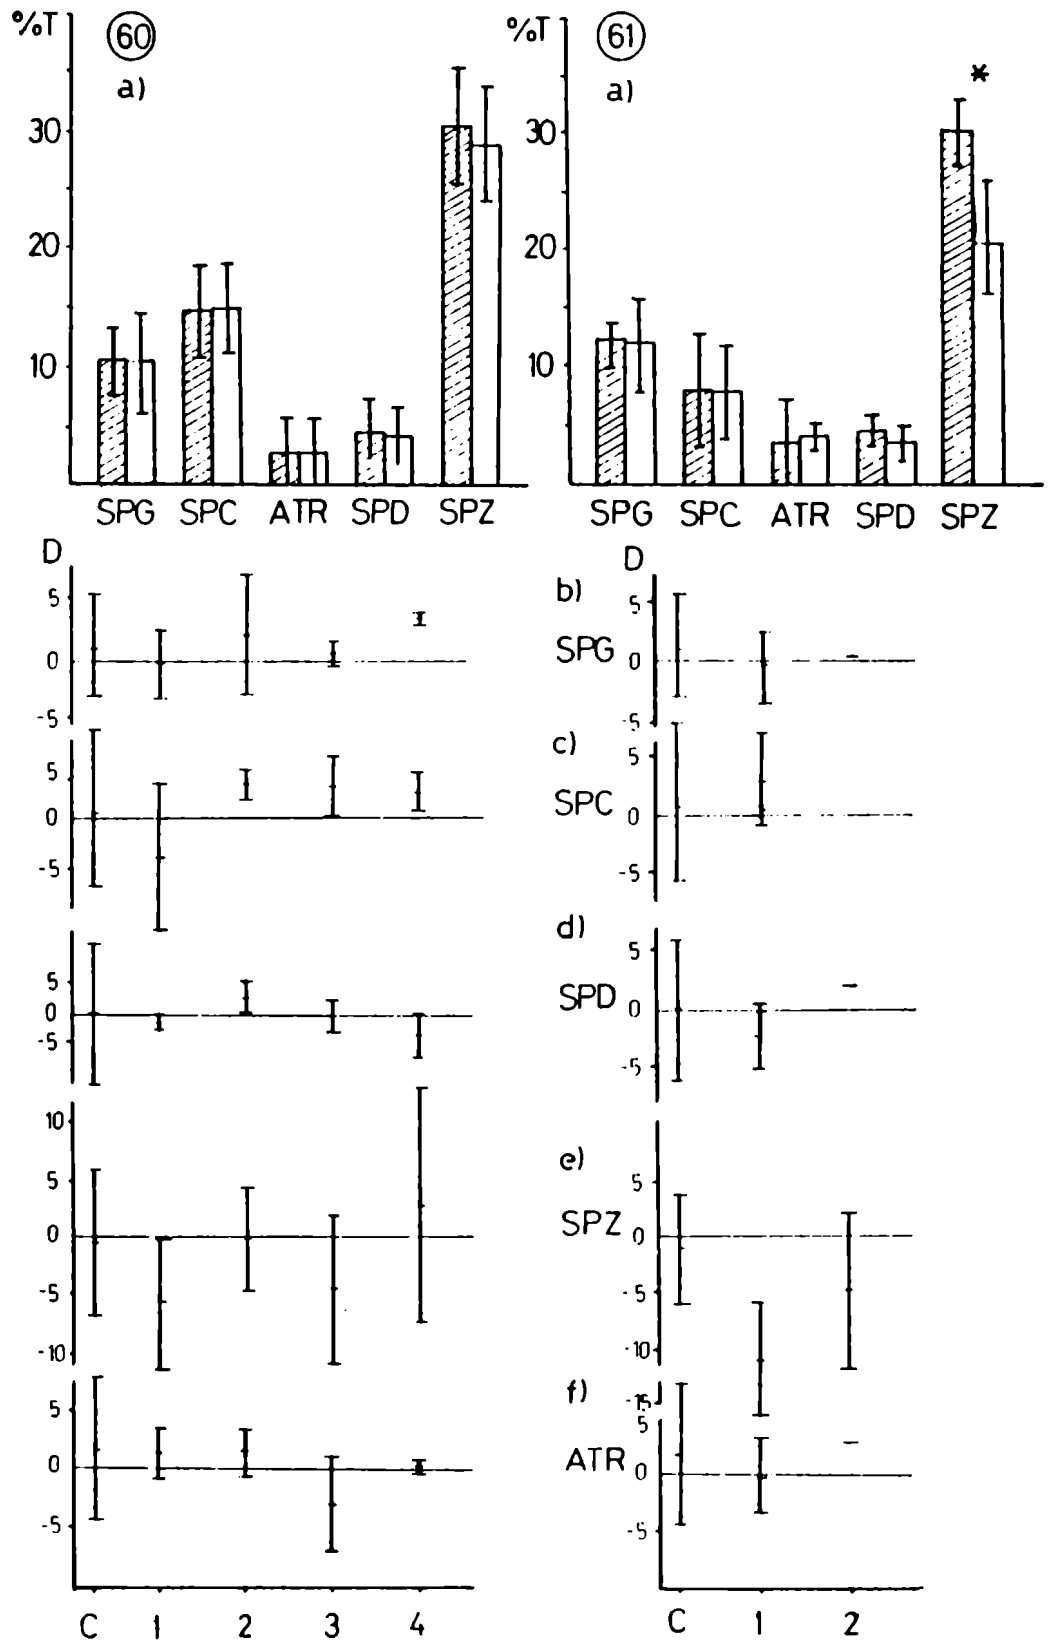 %T 60 %T 61
a) a) *
30 30
20 20
10 10
SPG SPC ATR SPD SPZ SPG SPC ATR SPD SPZ
D D
5 b) 5
0 SPG 0
-5 -5
5 c) 5
0 SPC 0
-5 -5
5 d) 5
0 SPD 0
-5 -5
10
5 e) 5
0 SPZ 0
-5 -5
-10 -10
f) -15
5 5
0 ATR 0
-5 -5
C 1 2 3 4 C 1 2